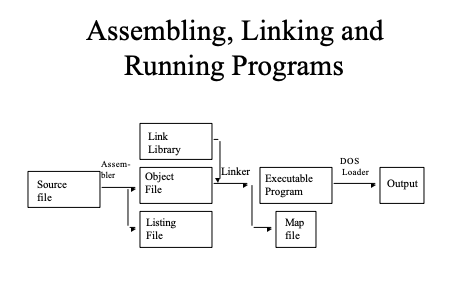 Assembling, Linking and
Running Programs
Link
Library
Assem-
bler
Source
file
Object
File
Linker
Executable
Program
DOS
Loader
Output
Listing
File
Map
file